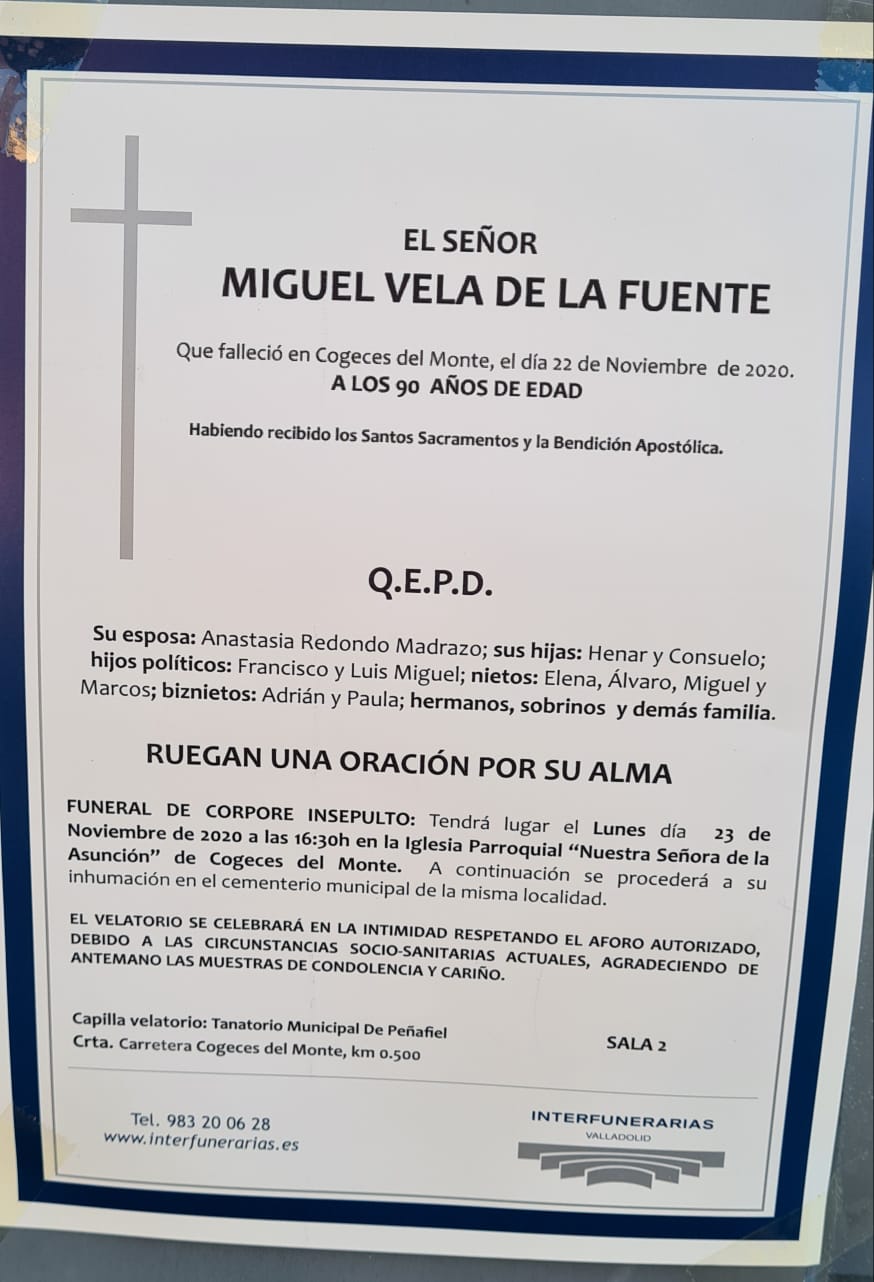 EL SEÑOR
MIGUEL VELA DE LA FUENTE
Que falleció en Cogeces del Monte, el día 22 de Noviembre de 2020.
A LOS 90 AÑOS DE EDAD
Habiendo recibido los Santos Sacramentos y la Bendición Apostólica.
Q.E.P.D.
Su esposa: Anastasia Redondo Madrazo; sus hijas: Henar y Consuelo;
hijos políticos: Francisco y Luis Miguel; nietos: Elena, Álvaro, Miguel y
Marcos; biznietos: Adrián y Paula; hermanos, sobrinos y demás familia.
RUEGAN UNA ORACIÓN POR SU ALMA
FUNERAL DE CORPORE INSEPULTO: Tendrá lugar el Lunes día 23 de
Noviembre de 2020 a las 16:30h en la Iglesia Parroquial “Nuestra Señora de la
Asunción” de Cogeces del Monte. A continuación se procederá a su
inhumación en el cementerio municipal de la misma localidad.
EL VELATORIO SE CELEBRARÁ EN LA INTIMIDAD RESPETANDO EL AFORO AUTORIZADO,
DEBIDO A LAS CIRCUNSTANCIAS SOCIO-SANITARIAS ACTUALES, AGRADECIENDO DE
ANTEMANO LAS MUESTRAS DE CONDOLENCIA Y CARIÑO.
Capilla velatorio: Tanatorio Municipal De Peñafiel
Crta. Carretera Cogeces del Monte, km 0.500
SALA 2
Tel. 983 20 06 28
www.interfunerarias.es
INTERFUNERARIAS
VALLADOLID